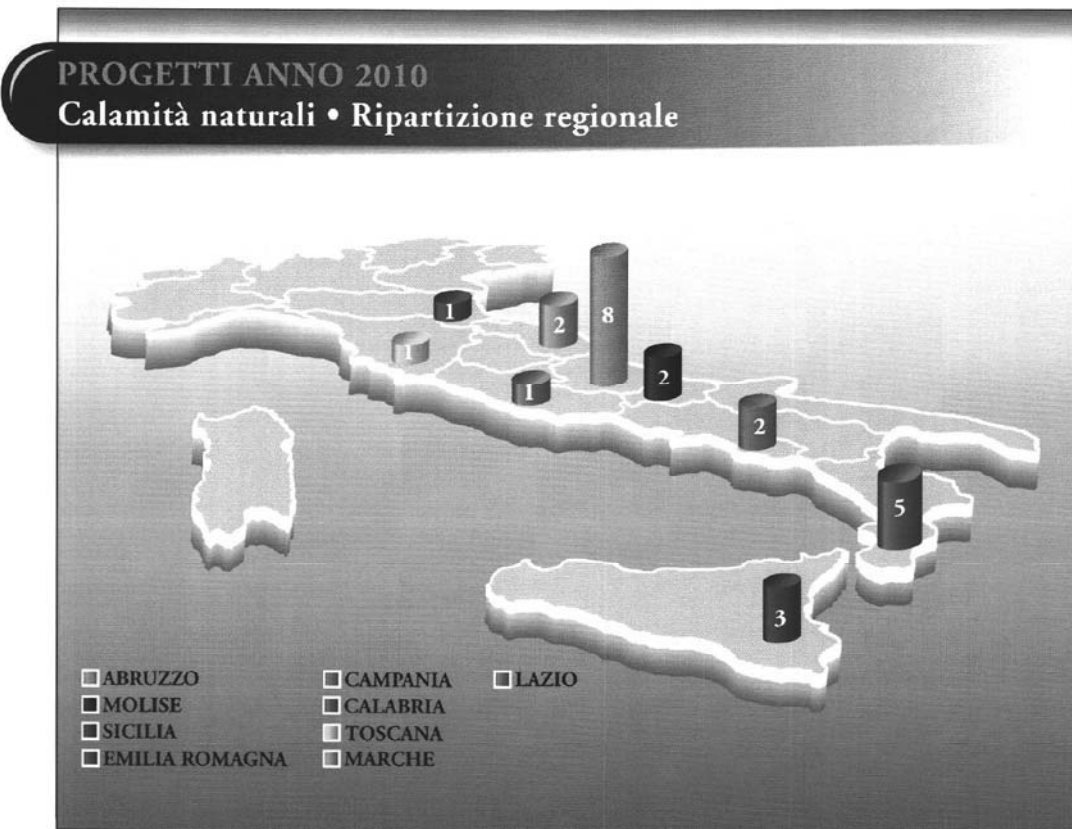 PROGETTI ANNO 2010
Calamità naturali • Ripartizione regionale
8
1
2
1
2
1
2
5
3
ABRUZZO
MOLISE
SICILIA
EMILIA ROMAGNA
CAMPANIA
CALABRIA
TOSCANA
MARCHE
LAZIO